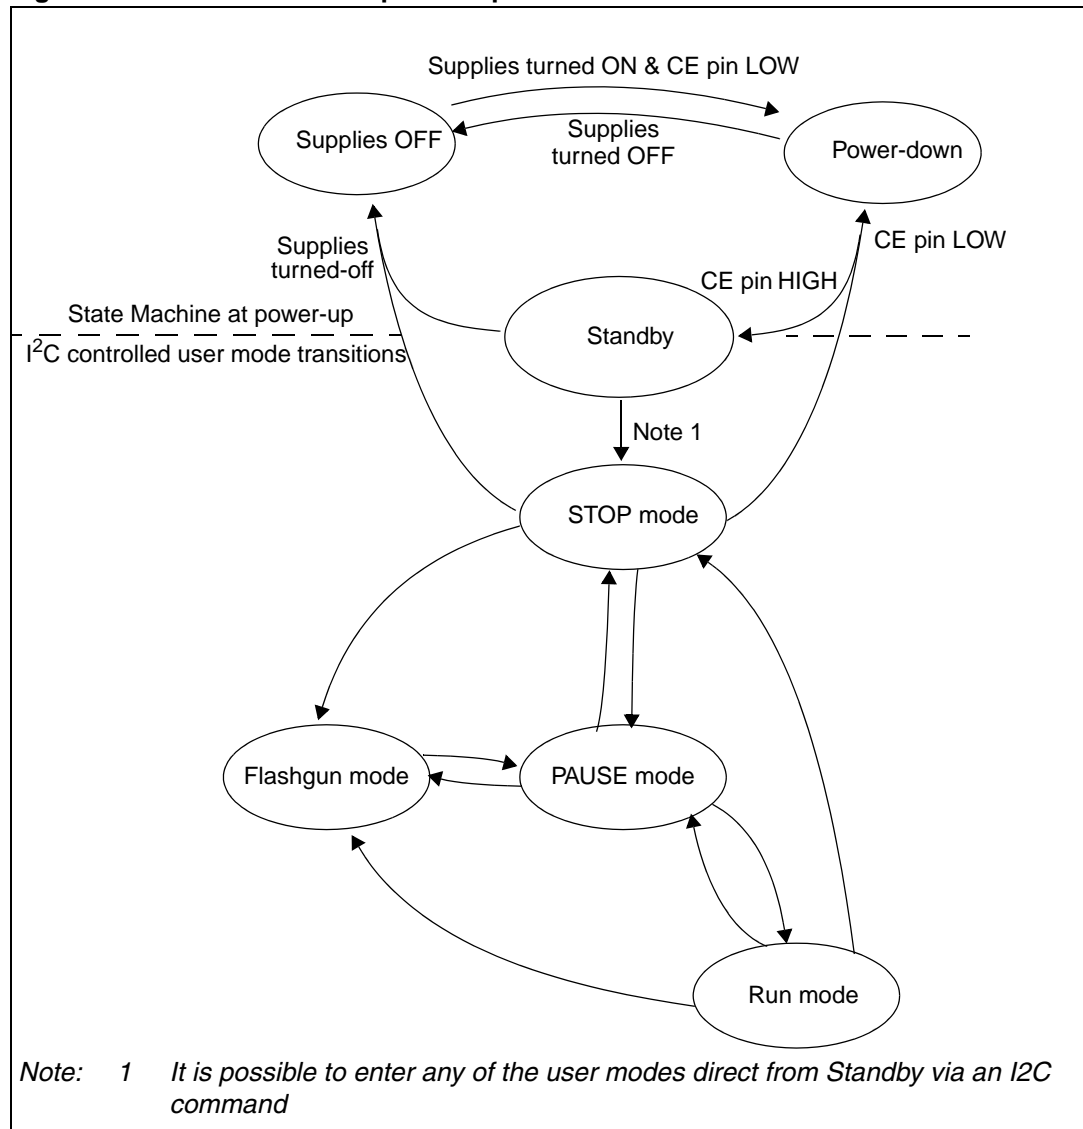 Supplies turned ON & CE pin LOW
Supplies OFF
Supplies
turned OFF
Power-down
Supplies
turned-off
CE pin LOW
CE pin HIGH
State Machine at power-up
Standby
I2C controlled user mode transitions
Note 1
STOP mode
Flashgun mode
PAUSE mode
Run mode
Note: 1 It is possible to enter any of the user modes direct from Standby via an I2C
command